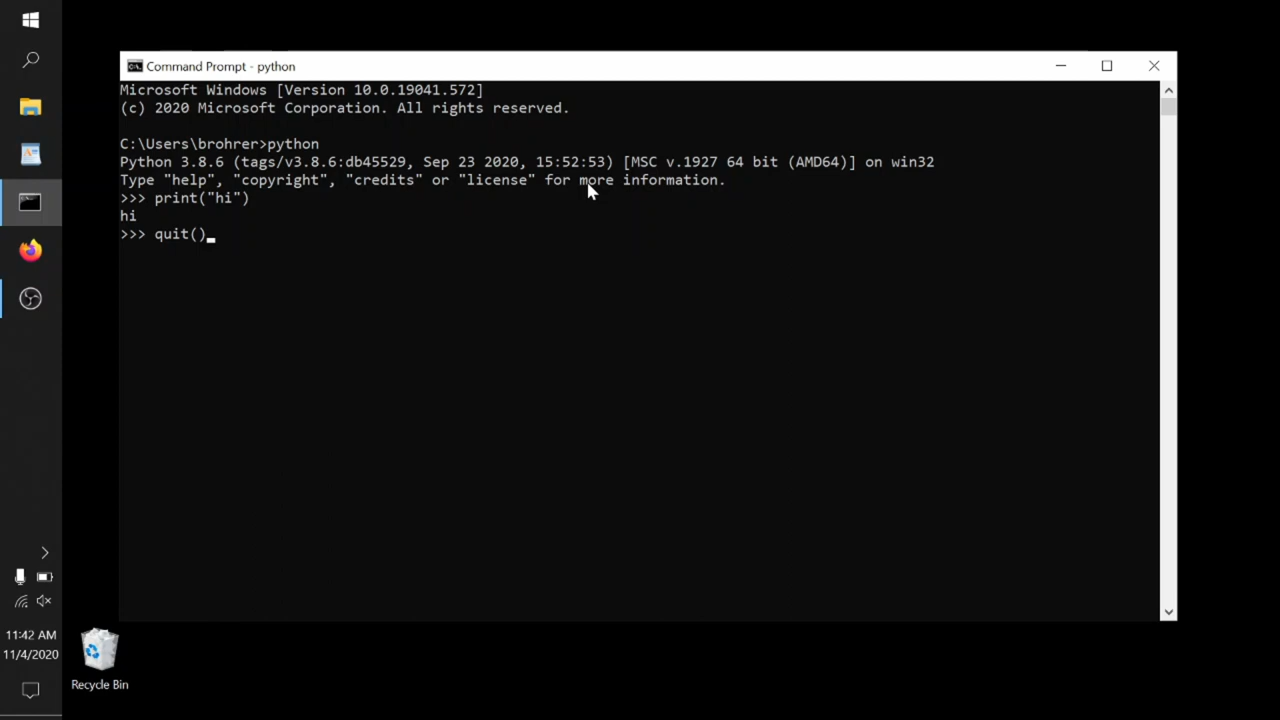 Command Prompt - python
Microsoft Windows [Version 10.0.19041.572]
(c) 2020 Microsoft Corporation. All rights reserved.
C:\Users\brohrer>python
Python 3.8.6 (tags/v3.8.6:db45529, Sep 23 2020, 15:52:53) [MSC v.1927 64 bit (AMD64)] on win32
Type "help", "copyright", "credits" or "license" for more information.
>>> print("hi")
hi
>>> quit()
11:42 AM
11/4/2020
Recycle Bin